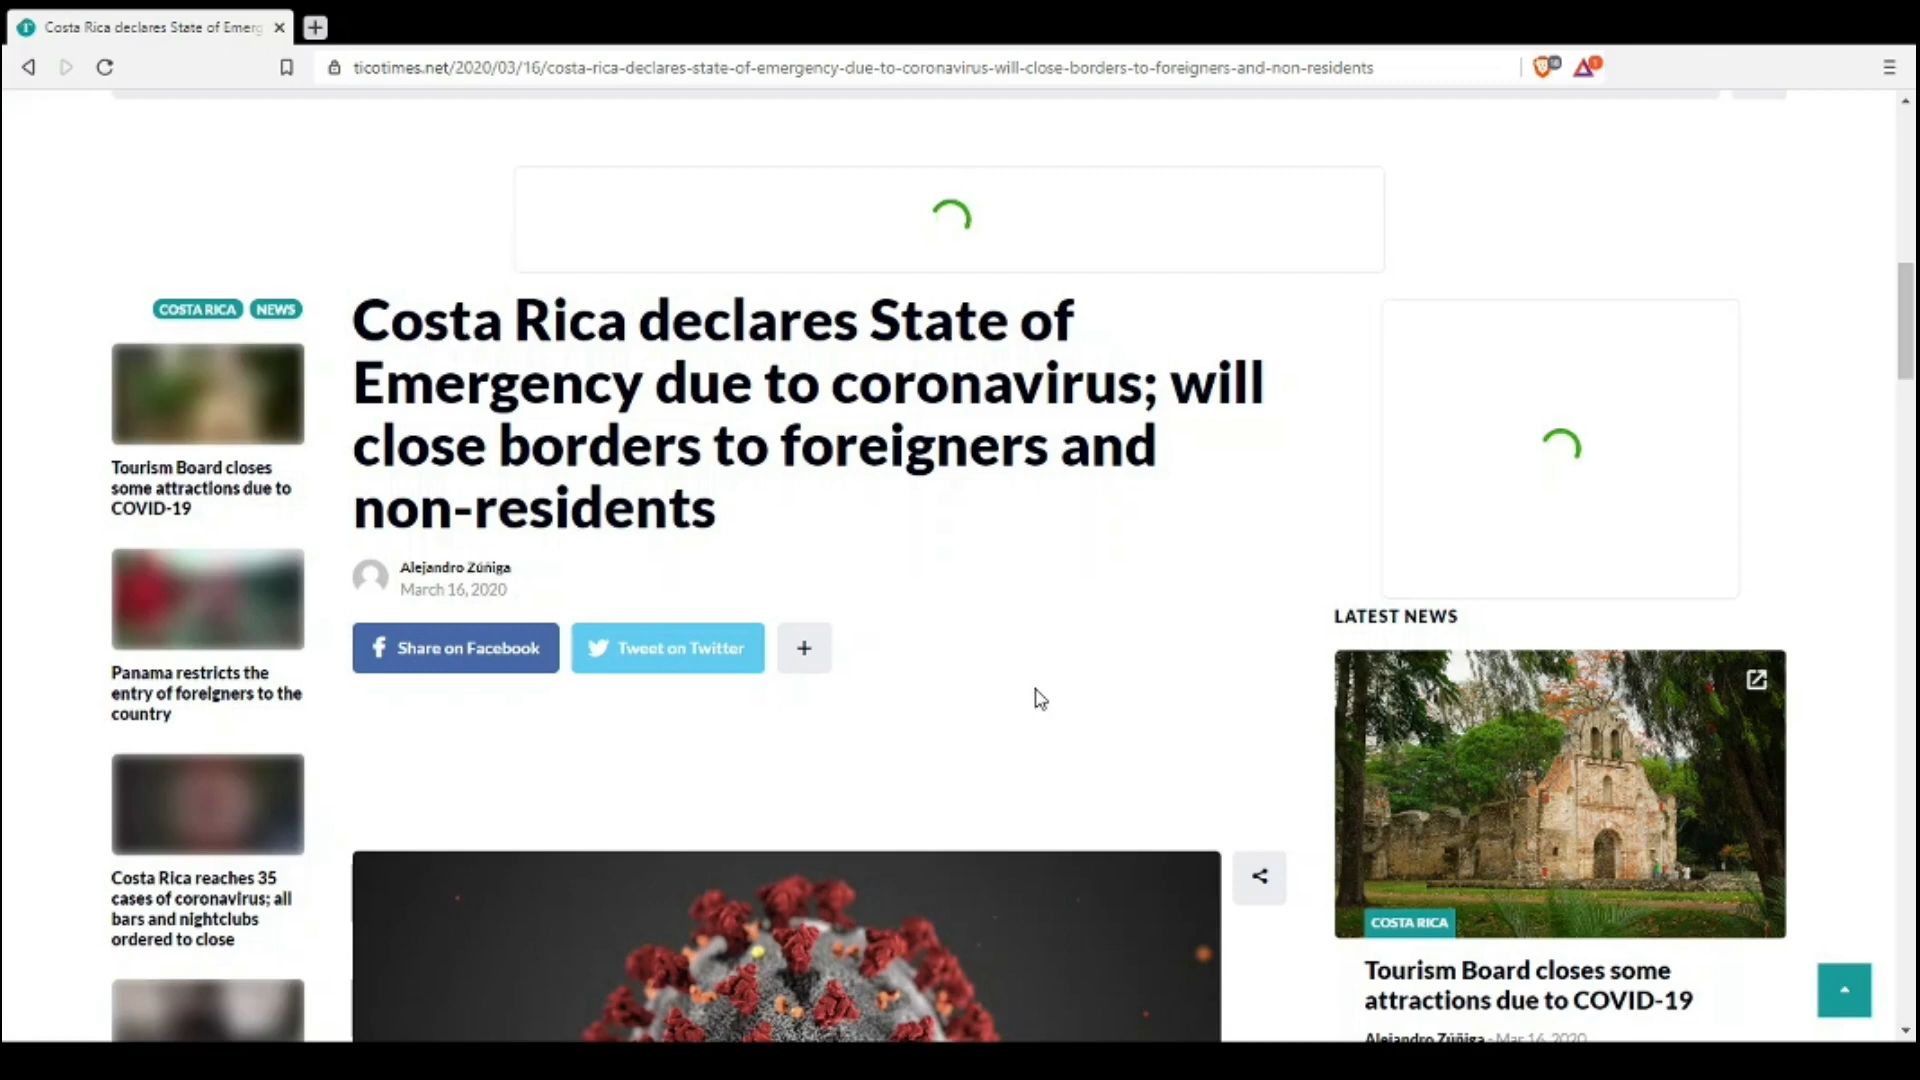 Costa Rica declares State of Emerg
ticotimes.net/2020/03/16/costa-rica-declares-state-of-emergency-due-to-coronavirus-will-close-borders-to-foreigners-and-non-residents
COSTA RICA NEWS
Tourism Board closes
some attractions due to
COVID-19
Panama restricts the
entry of foreigners to the
country
Costa Rica reaches 35
cases of coronavirus; all
bars and nightclubs
ordered to close
Costa Rica declares State of
Emergency due to coronavirus; will
close borders to foreigners and
non-residents
Alejandro Zúñiga
March 16, 2020
Share on Facebook
Tweet on Twitter
+
LATEST NEWS
COSTA RICA
Tourism Board closes some
attractions due to COVID-19
Alejandro Zúñiga - Mar 16, 2020